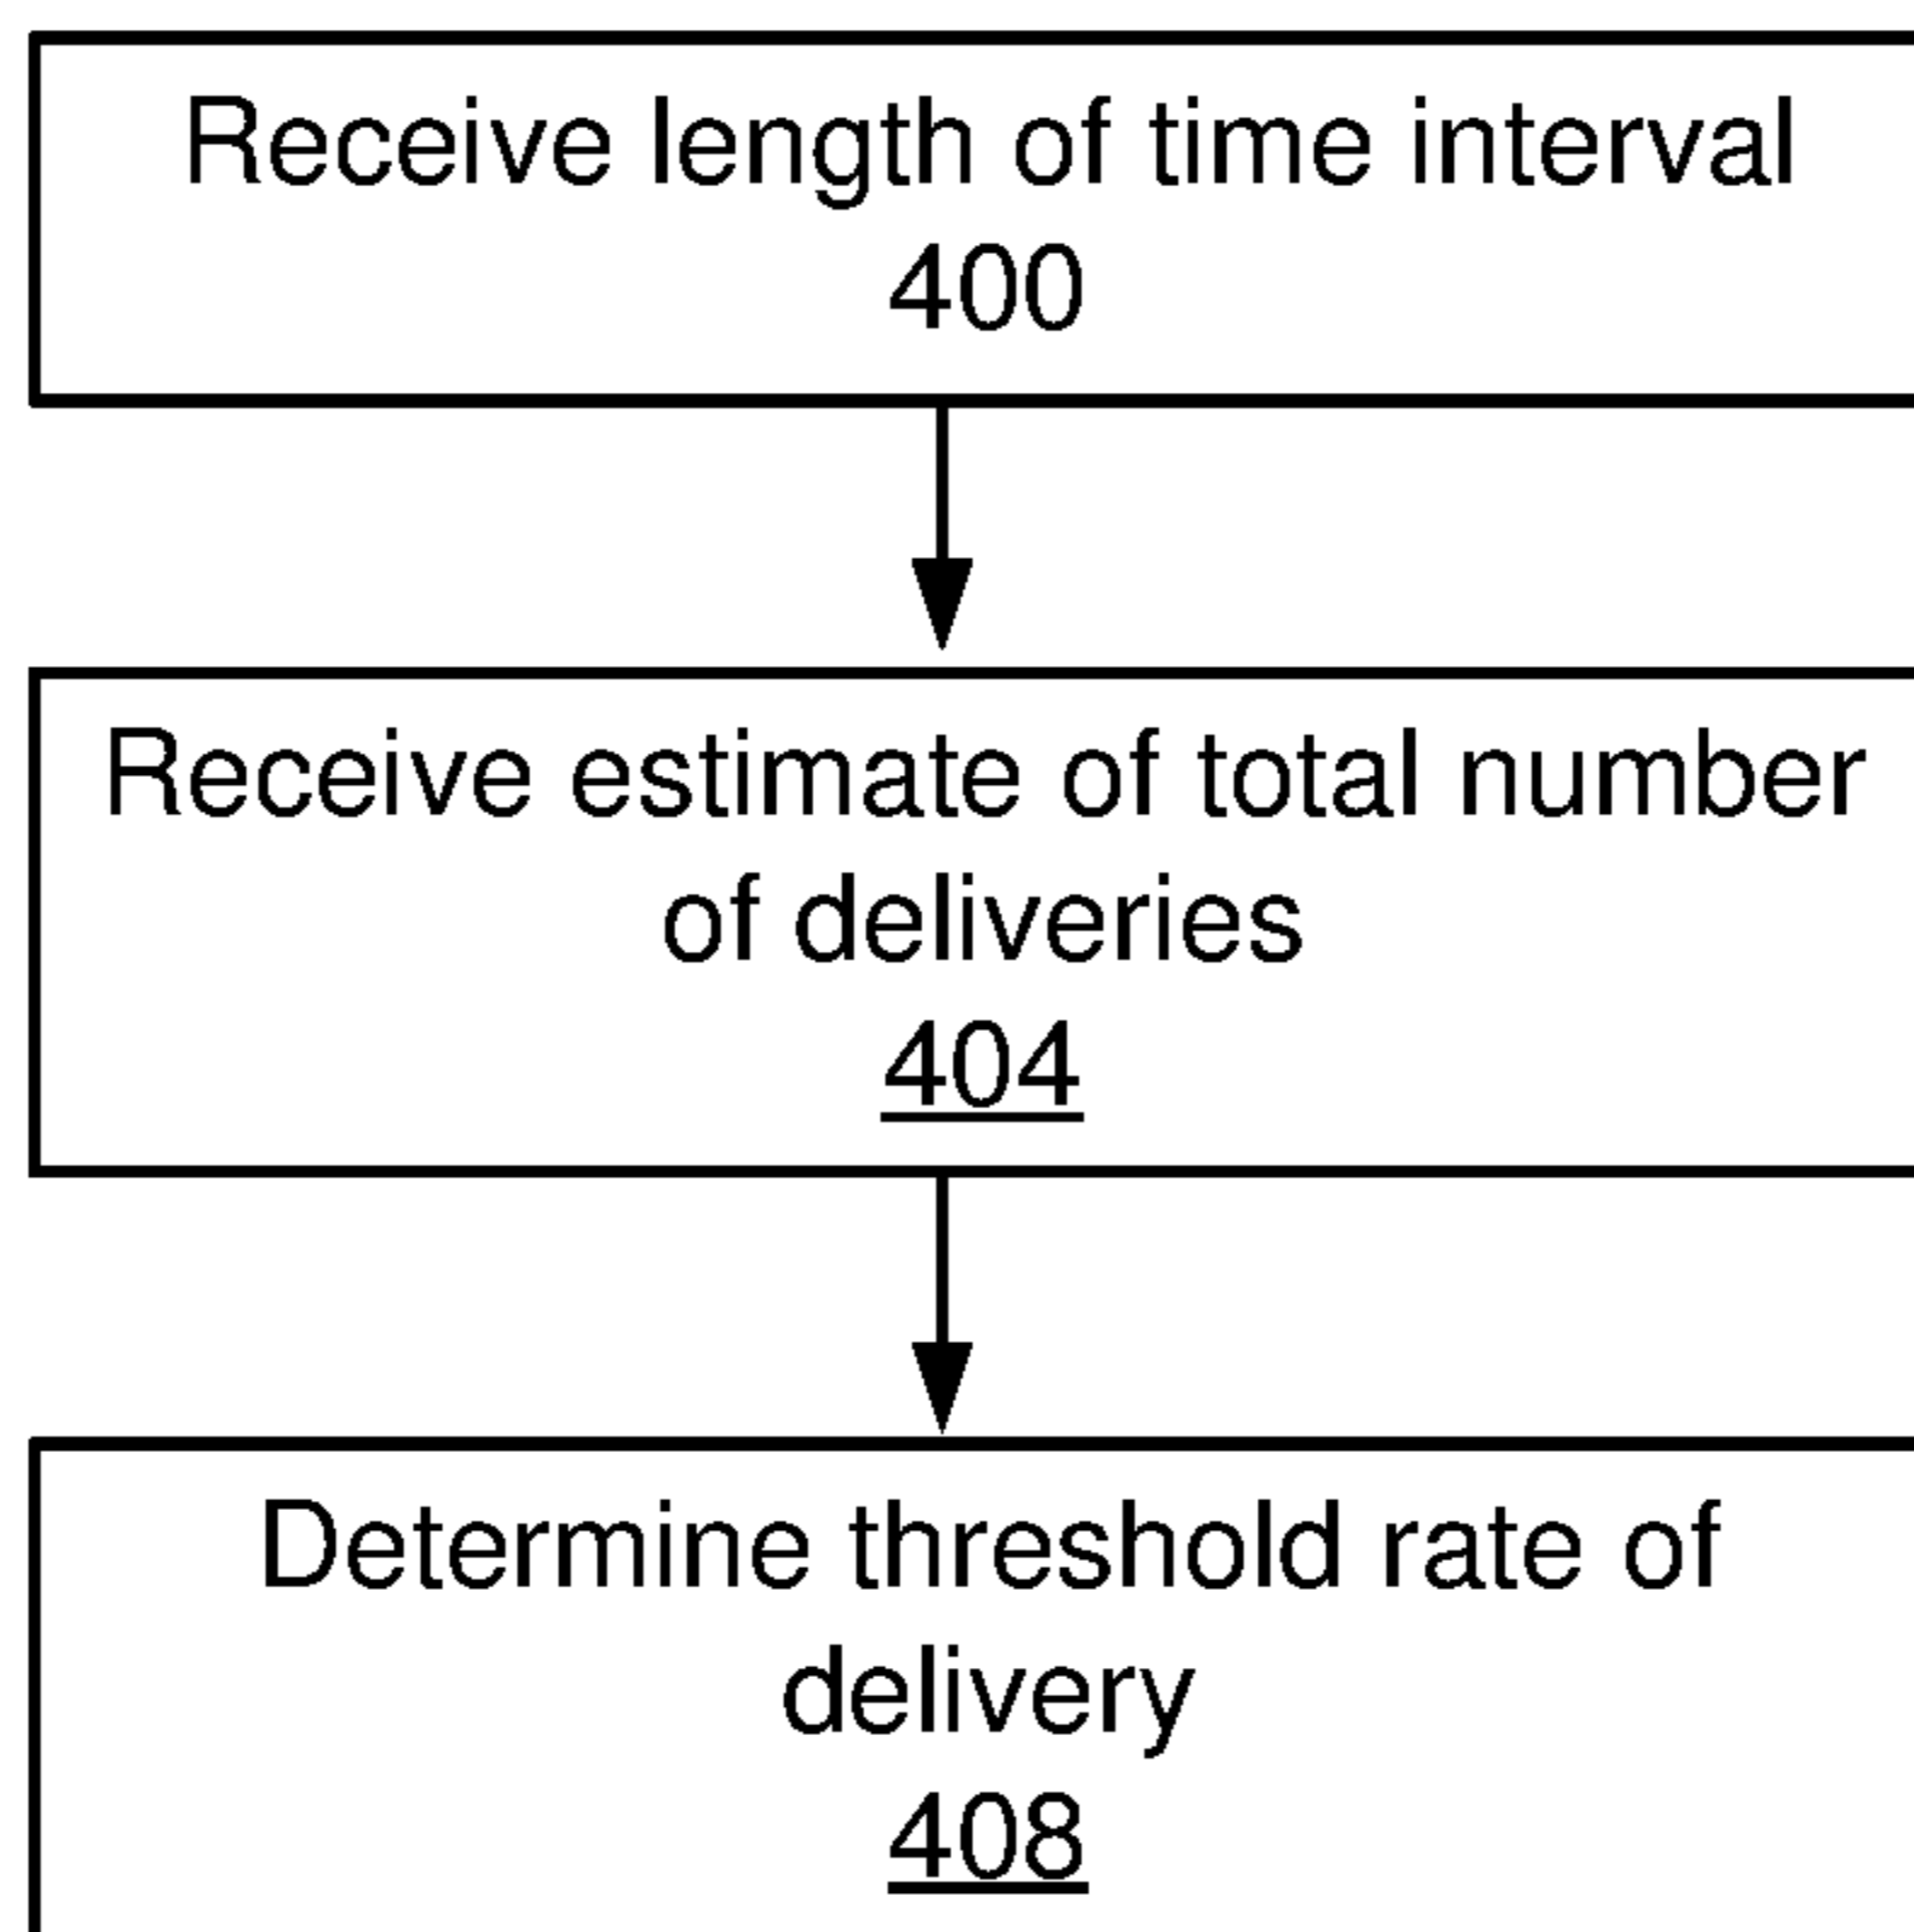 Receive length of time interval
400
Receive estimate of total number
of deliveries
404
Determine threshold rate of
delivery
408